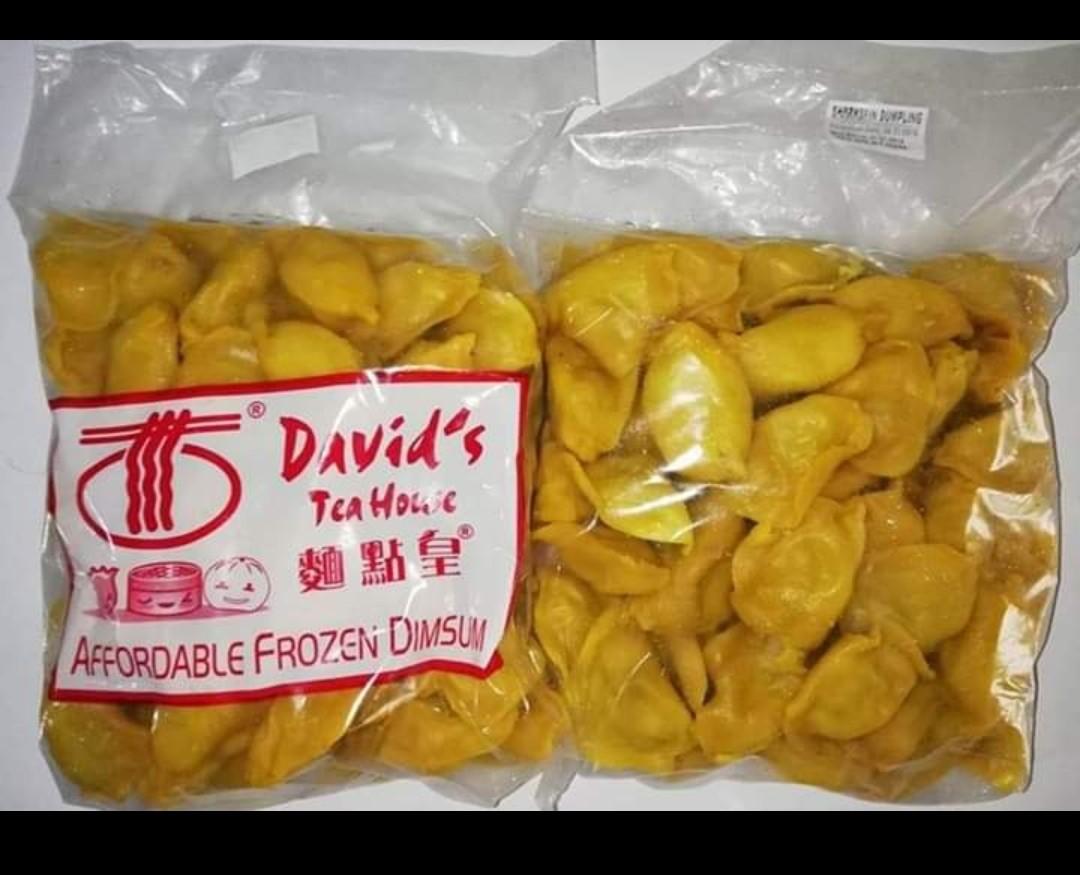 David's
Tea House
麵點皇®
®
AFFORDABLE FROZEN DIMSUM
SHARKSFIN DUMPLING